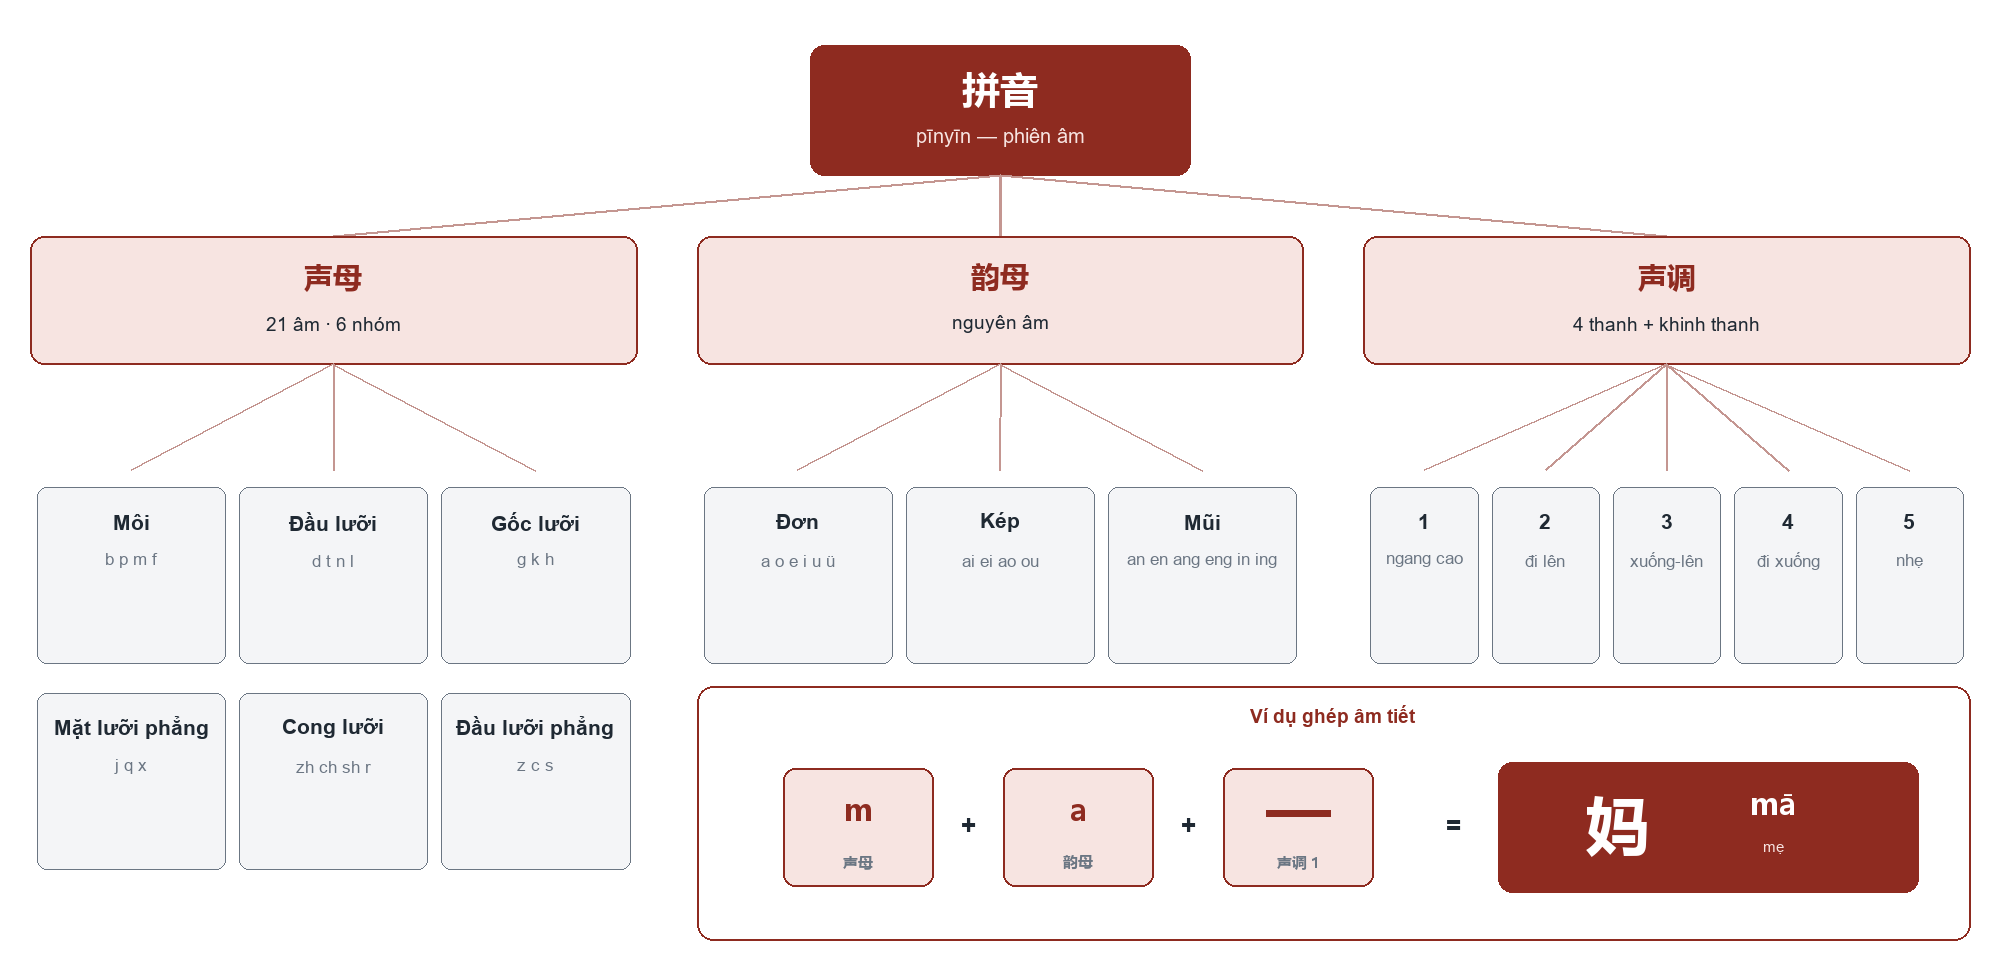 拼音
pīnyīn — phiên âm
声母
21 âm · 6 nhóm
韵母
nguyên âm
声调
4 thanh + khinh thanh
Môi
b p m f
Đầu lưỡi
d t n l
Gốc lưỡi
g k h
Đơn
a o e i u ü
Kép
ai ei ao ou
Mũi
an en ang eng in ing
1
ngang cao
2
đi lên
3
xuống-lên
4
đi xuống
5
nhẹ
Mặt lưỡi phẳng
j q x
Cong lưỡi
zh ch sh r
Đầu lưỡi phẳng
z c s
Ví dụ ghép âm tiết
m
声母
+
a
韵母
+
声调 1
=
妈
mā
mẹ